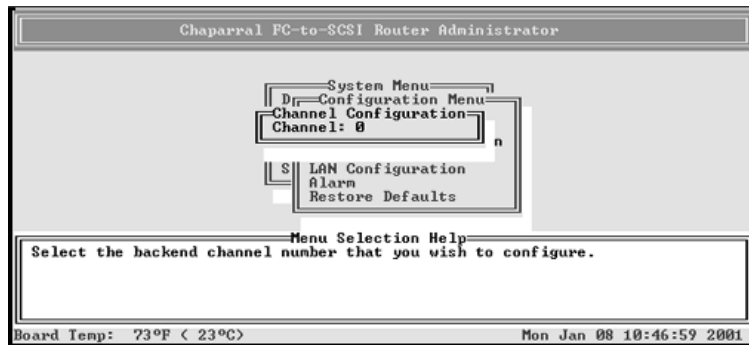 Chaparral FC-to-SCSI Router Administrator
System Menu
D
Configuration Menu
Channel Configuration
Channel: 0
n
S
LAN Configuration
Alarm
Restore Defaults
Menu Selection Help
Select the backend channel number that you wish to configure.
Board Temp: 73ºF ( 23ºC)
Mon Jan 08 10:46:59 2001